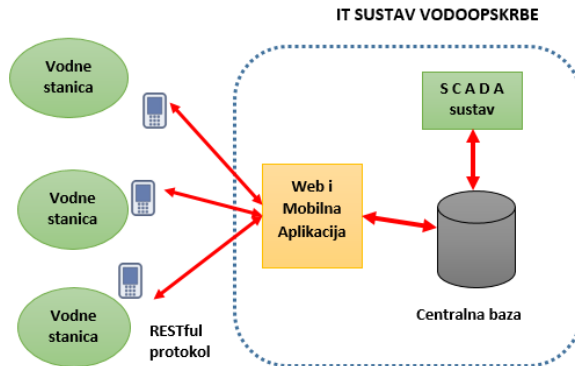 IT SUSTAV VODOOPSKRBE
Vodne
stanica
S C A D A
sustav
Vodne
stanica
Web i
Mobilna
Aplikacija
Vodne
stanica
RESTful
protokol
Centralna baza